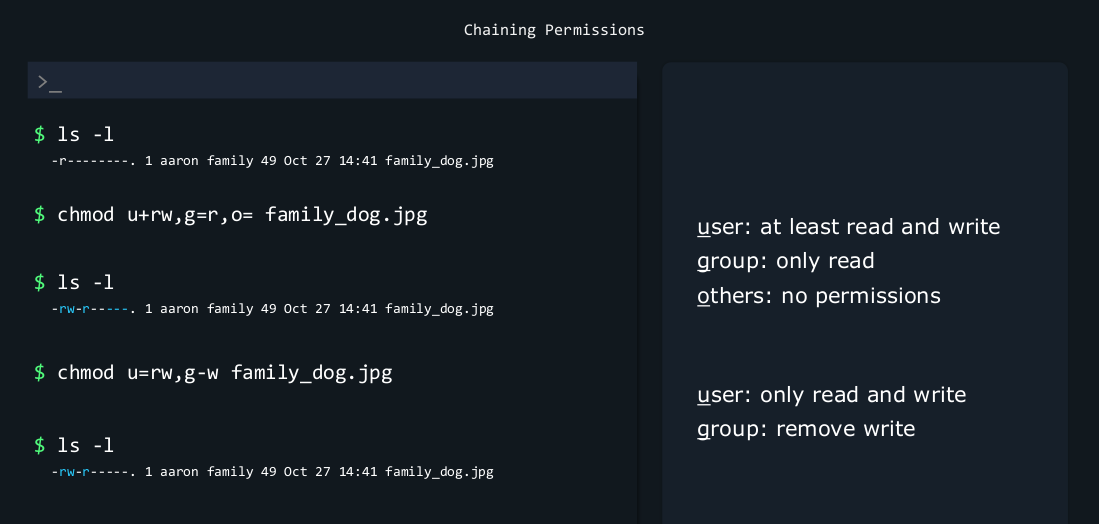 Chaining Permissions
>_
$ ls -l
-r--------. 1 aaron family 49 Oct 27 14:41 family_dog.jpg
$ chmod u+rw,g=r,o= family_dog.jpg
$ ls -l
-rw-r-----. 1 aaron family 49 Oct 27 14:41 family_dog.jpg
$ chmod u=rw,g-w family_dog.jpg
$ ls -l
-rw-r-----. 1 aaron family 49 Oct 27 14:41 family_dog.jpg
user: at least read and write
group: only read
others: no permissions
user: only read and write
group: remove write